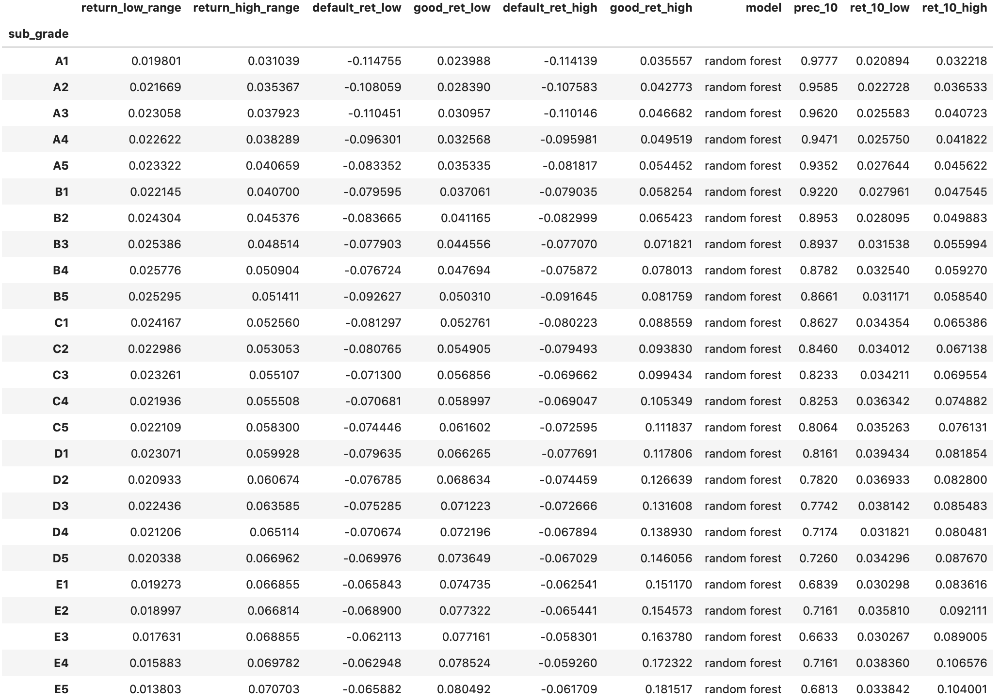 return_low_range return_high_range default_ret_low good_ret_low default_ret_high good_ret_high model prec_10 ret_10_low ret_10_high
sub_grade
A1 0.019801 0.031039 -0.114755 0.023988 -0.114139 0.035557 random forest 0.9777 0.020894 0.032218
A2 0.021669 0.035367 -0.108059 0.028390 -0.107583 0.042773 random forest 0.9585 0.022728 0.036533
A3 0.023058 0.037923 -0.110451 0.030957 -0.110146 0.046682 random forest 0.9620 0.025583 0.040723
A4 0.022622 0.038289 -0.096301 0.032568 -0.095981 0.049519 random forest 0.9471 0.025750 0.041822
A5 0.023322 0.040659 -0.083352 0.035335 -0.081817 0.054452 random forest 0.9352 0.027644 0.045622
B1 0.022145 0.040700 -0.079595 0.037061 -0.079035 0.058254 random forest 0.9220 0.027961 0.047545
B2 0.024304 0.045376 -0.083665 0.041165 -0.082999 0.065423 random forest 0.8953 0.028095 0.049883
B3 0.025386 0.048514 -0.077903 0.044556 -0.077070 0.071821 random forest 0.8937 0.031538 0.055994
B4 0.025776 0.050904 -0.076724 0.047694 -0.075872 0.078013 random forest 0.8782 0.032540 0.059270
B5 0.025295 0.051411 -0.092627 0.050310 -0.091645 0.081759 random forest 0.8661 0.031171 0.058540
C1 0.024167 0.052560 -0.081297 0.052761 -0.080223 0.088559 random forest 0.8627 0.034354 0.065386
C2 0.022986 0.053053 -0.080765 0.054905 -0.079493 0.093830 random forest 0.8460 0.034012 0.067138
C3 0.023261 0.055107 -0.071300 0.056856 -0.069662 0.099434 random forest 0.8233 0.034211 0.069554
C4 0.021936 0.055508 -0.070681 0.058997 -0.069047 0.105349 random forest 0.8253 0.036342 0.074882
C5 0.022109 0.058300 -0.074446 0.061602 -0.072595 0.111837 random forest 0.8064 0.035263 0.076131
D1 0.023071 0.059928 -0.079635 0.066265 -0.077691 0.117806 random forest 0.8161 0.039434 0.081854
D2 0.020933 0.060674 -0.076785 0.068634 -0.074459 0.126639 random forest 0.7820 0.036933 0.082800
D3 0.022436 0.063585 -0.075285 0.071223 -0.072666 0.131608 random forest 0.7742 0.038142 0.085483
D4 0.021206 0.065114 -0.070674 0.072196 -0.067894 0.138930 random forest 0.7174 0.031821 0.080481
D5 0.020338 0.066962 -0.069976 0.073649 -0.067029 0.146056 random forest 0.7260 0.034296 0.087670
E1 0.019273 0.066855 -0.065843 0.074735 -0.062541 0.151170 random forest 0.6839 0.030298 0.083616
E2 0.018997 0.066814 -0.068900 0.077322 -0.065441 0.154573 random forest 0.7161 0.035810 0.092111
E3 0.017631 0.068855 -0.062113 0.077161 -0.058301 0.163780 random forest 0.6633 0.030267 0.089005
E4 0.015883 0.069782 -0.062948 0.078524 -0.059260 0.172322 random forest 0.7161 0.038360 0.106576
E5 0.013803 0.070703 -0.065882 0.080492 -0.061709 0.181517 random forest 0.6813 0.033842 0.104001